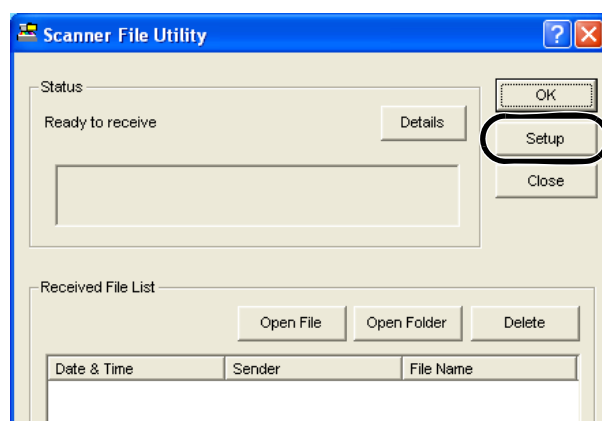 Scanner File Utility
Status
Ready to receive
Details
OK
Setup
Close
Received File List
Open File Open Folder Delete
Date & Time Sender File Name